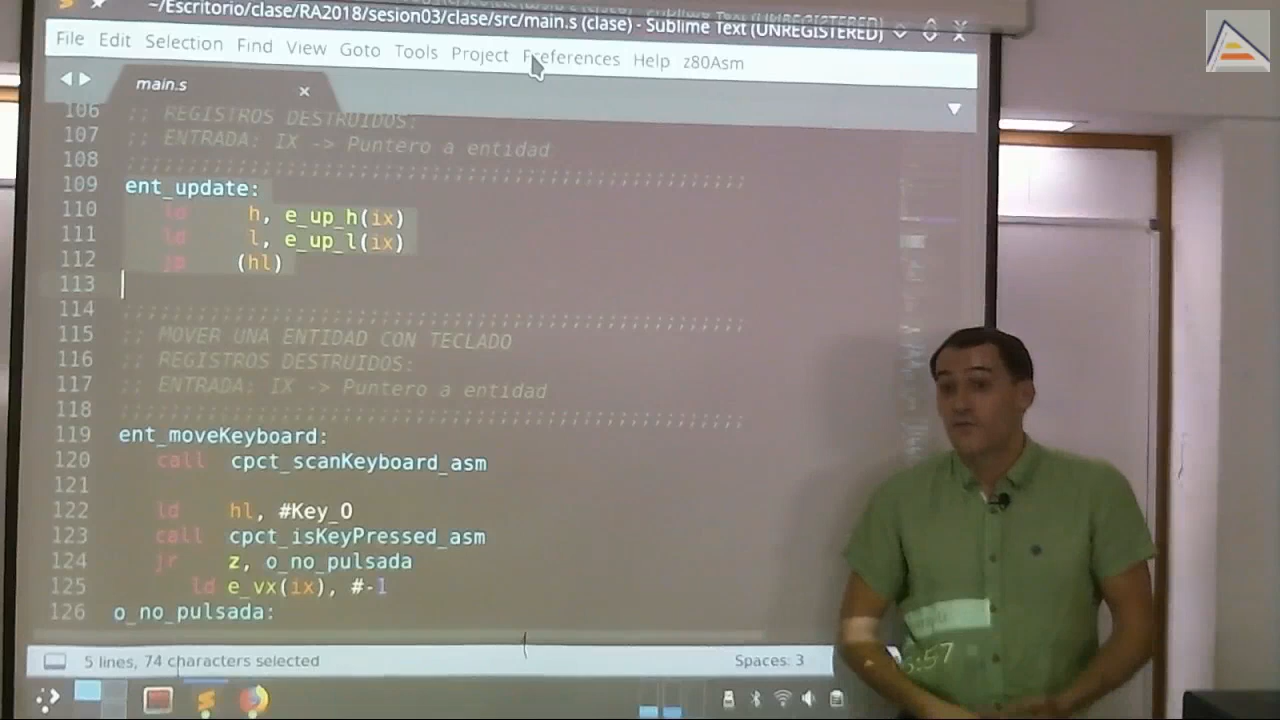 ~/Escritorio/clase/RA2018/sesion03/clase/src/main.s (clase) - Sublime Text (UNREGISTERED)
File Edit Selection Find View Goto Tools Project Preferences Help z80Asm
main.s
106 ;; REGISTROS DESTRUIDOS:
107 ;; ENTRADA: IX -> Puntero a entidad
108 ;;;;;;;;;;;;;;;;;;;;;;;;;;;;;;;;;;;;;;;;;;;;;;;;;;;;;;
109 ent_update:
110 ld h, e_up_h(ix)
111 ld l, e_up_l(ix)
112 jp (hl)
113
114 ;;;;;;;;;;;;;;;;;;;;;;;;;;;;;;;;;;;;;;;;;;;;;;;;;;;;;;
115 ;; MOVER UNA ENTIDAD CON TECLADO
116 ;; REGISTROS DESTRUIDOS:
117 ;; ENTRADA: IX -> Puntero a entidad
118 ;;;;;;;;;;;;;;;;;;;;;;;;;;;;;;;;;;;;;;;;;;;;;;;;;;;;;;
119 ent_moveKeyboard:
120 call cpct_scanKeyboard_asm
121
122 ld hl, #Key_O
123 call cpct_isKeyPressed_asm
124 jr z, o_no_pulsada
125 ld e_vx(ix), #-1
126 o_no_pulsada:
5 lines, 74 characters selected
Spaces: 3